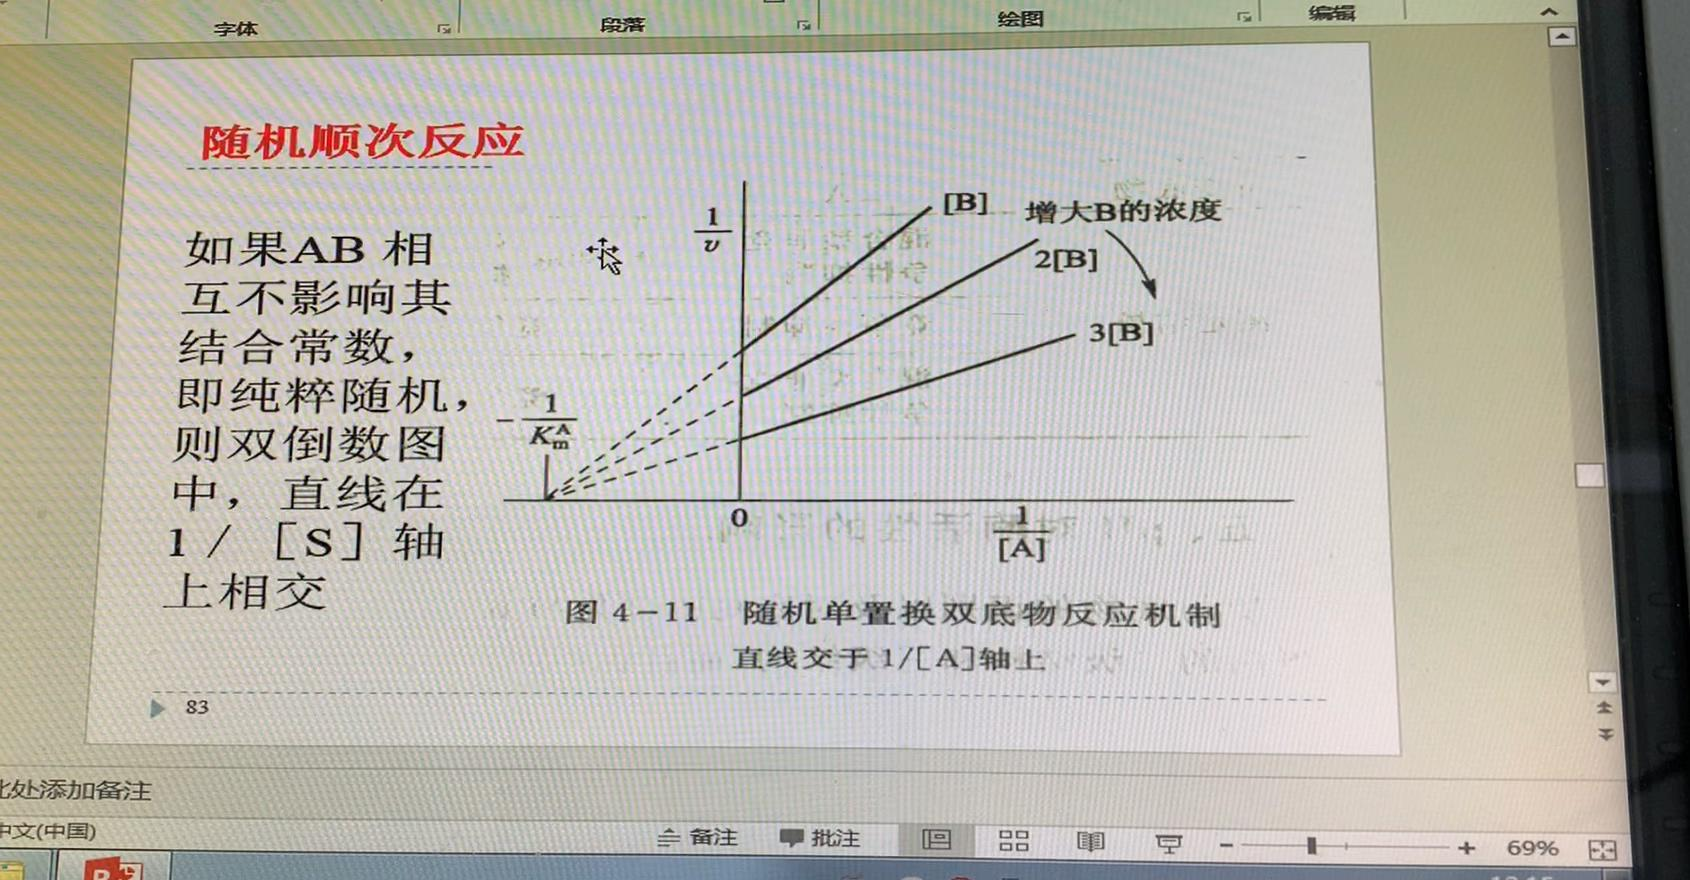 字体
段落
绘图
编辑
随机顺次反应
如果AB 相
互不影响其
结合常数，
即纯粹随机，
则双倒数图
中，直线在
1/［S］轴
上相交
1
v
[B]
增大B的浓度
2[B]
3[B]
- 1
K_m^A
0
1
[A]
图 4-11 随机单置换双底物反应机制
直线交于 1/[A]轴上
83
此处添加备注
中文(中国)
备注
批注
69%